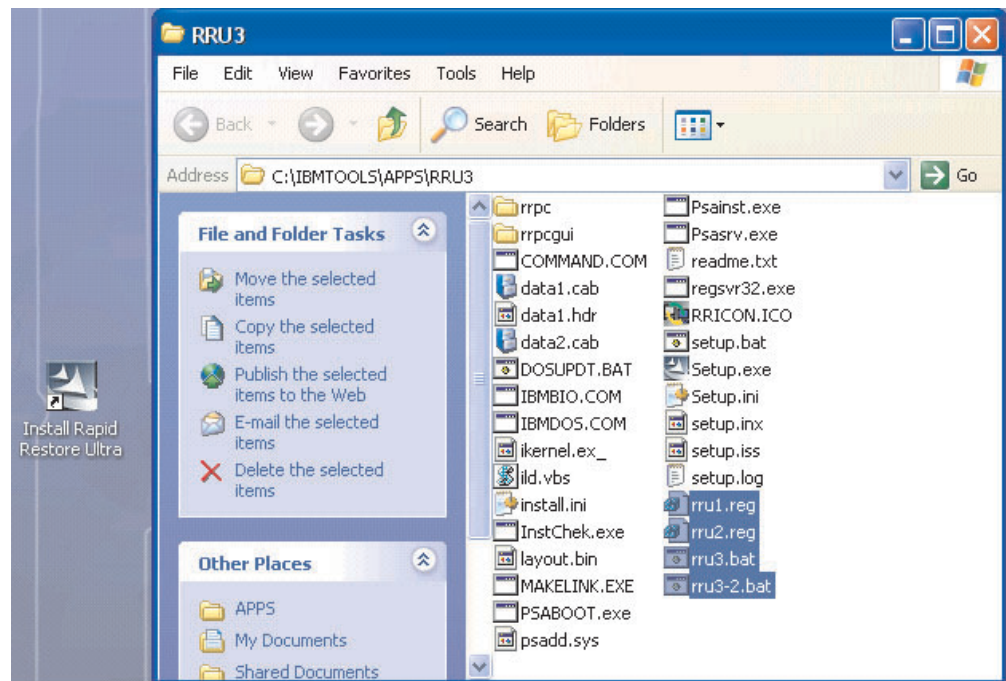 RRU3
File Edit View Favorites Tools Help
Back Search Folders
Address C:\IBMTOOLS\APPS\RRU3 Go
File and Folder Tasks
Move the selected
items
Copy the selected
items
Publish the selected
items to the Web
E-mail the selected
items
Delete the selected
items
Other Places
APPS
My Documents
Shared Documents
rrpc
rrpcgui
COMMAND.COM
data1.cab
data1.hdr
data2.cab
DOSUPDT.BAT
IBMBIO.COM
IBMDOS.COM
ikernel.ex_
ild.vbs
install.ini
InstChek.exe
layout.bin
MAKELINK.EXE
PSABOOT.exe
psadd.sys
Psainst.exe
Psasrv.exe
readme.txt
regsvr32.exe
RRICON.ICO
setup.bat
Setup.exe
Setup.ini
setup.inx
setup.iss
setup.log
rru1.reg
rru2.reg
rru3.bat
rru3-2.bat
Install Rapid
Restore Ultra